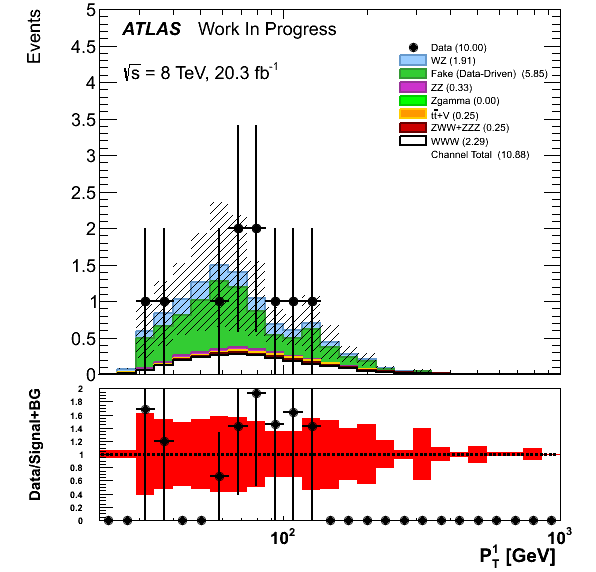 Events
5
4.5
4
3.5
3
2.5
2
1.5
1
0.5
0
ATLAS Work In Progress
√s = 8 TeV, 20.3 fb⁻¹
Data (10.00)
WZ (1.91)
Fake (Data-Driven) (5.85)
ZZ (0.33)
Zgamma (0.00)
tt̄+V (0.25)
ZWW+ZZZ (0.25)
WWW (2.29)
Channel Total (10.88)
Data/Signal+BG
2
1.8
1.6
1.4
1.2
1
0.8
0.6
0.4
0.2
0
10²
10³
P¹_T [GeV]